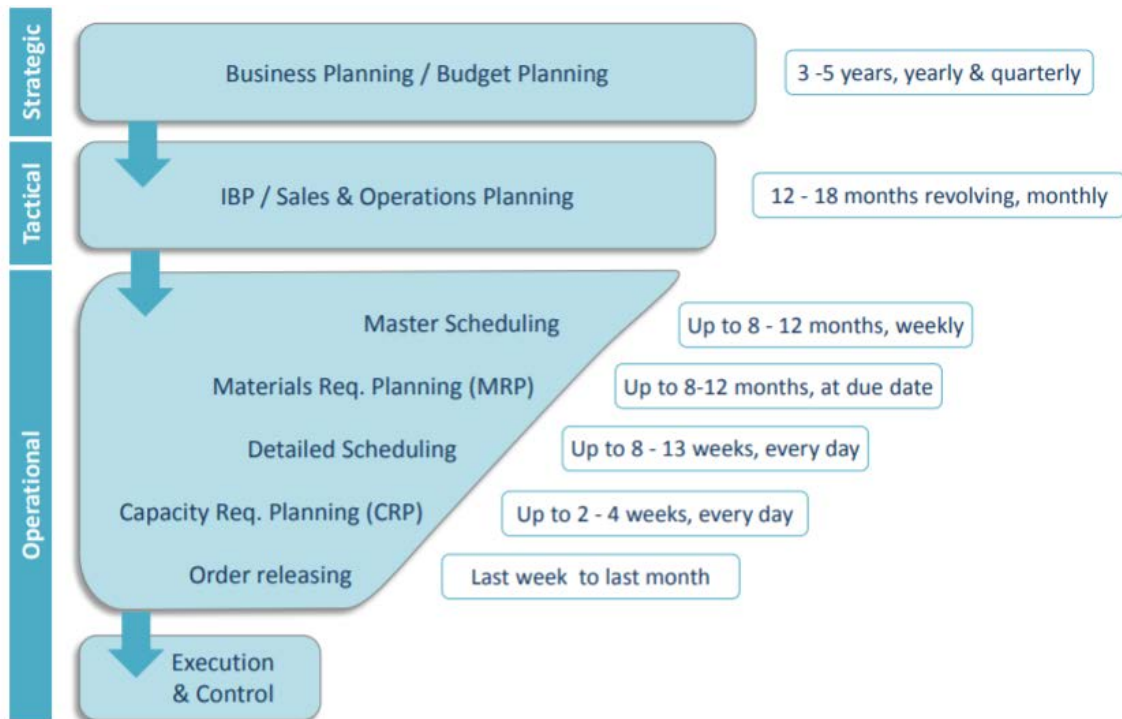 Strategic
Business Planning / Budget Planning
3 -5 years, yearly & quarterly
Tactical
IBP / Sales & Operations Planning
12 - 18 months revolving, monthly
Operational
Master Scheduling
Up to 8 - 12 months, weekly
Materials Req. Planning (MRP)
Up to 8-12 months, at due date
Detailed Scheduling
Up to 8 - 13 weeks, every day
Capacity Req. Planning (CRP)
Up to 2 - 4 weeks, every day
Order releasing
Last week to last month
Execution
& Control